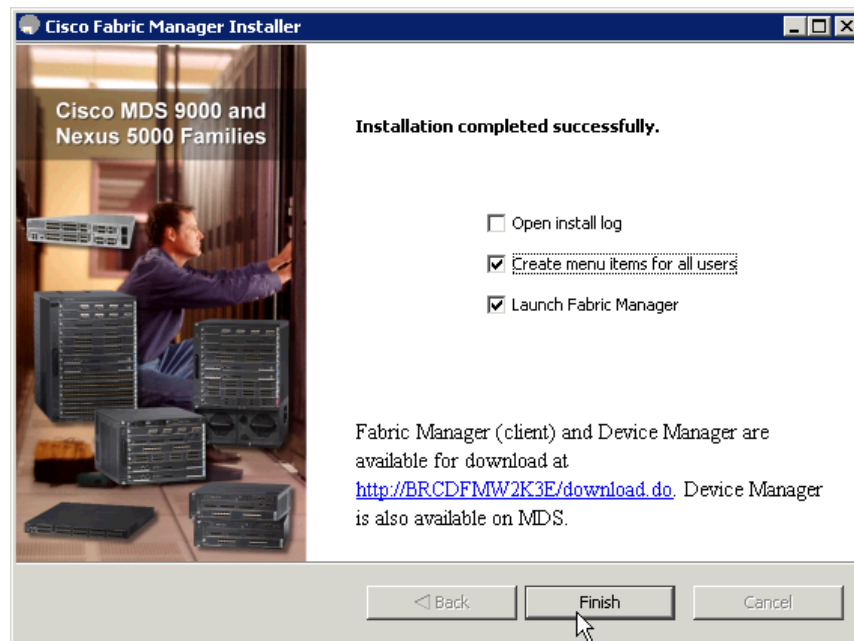 Cisco Fabric Manager Installer
Cisco MDS 9000 and
Nexus 5000 Families
Installation completed successfully.
Open install log
Create menu items for all users
Launch Fabric Manager
Fabric Manager (client) and Device Manager are
available for download at
http://BRCDFMW2K3E/download.do. Device Manager
is also available on MDS.
Back
Finish
Cancel